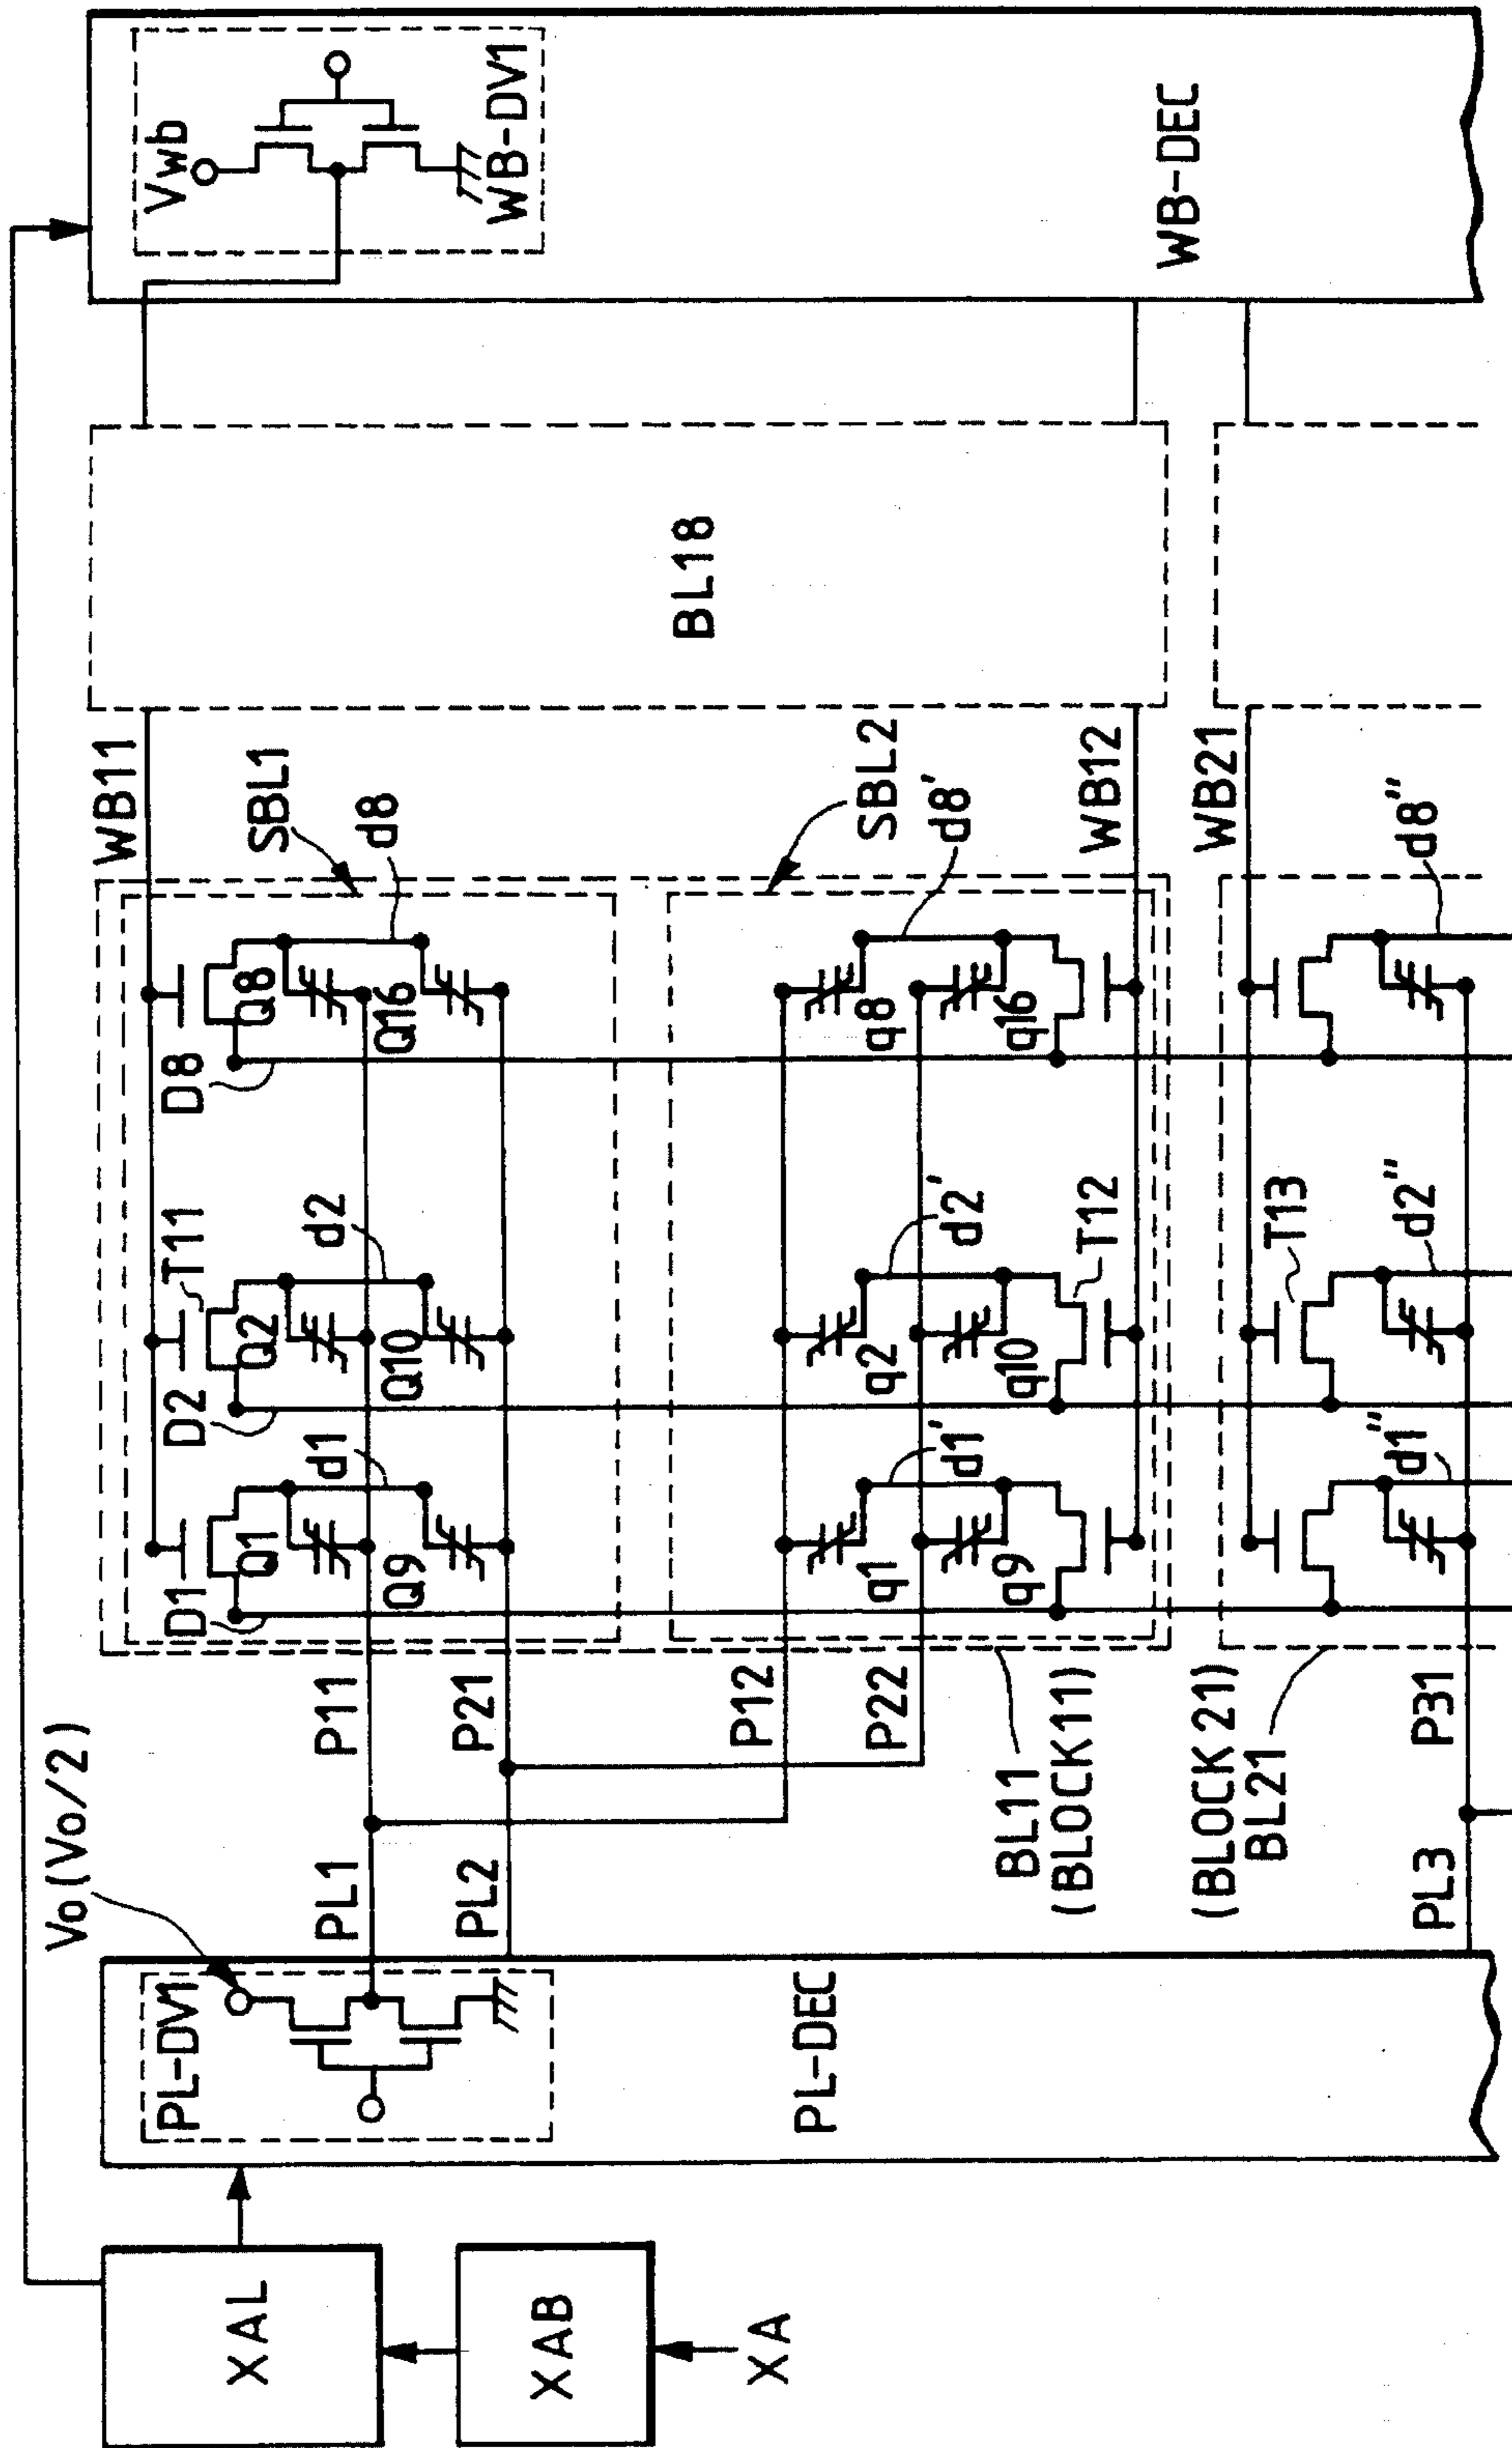 XAL
XAB
XA
Vo(Vo/2)
PL-DV1
PL-DEC
PL1
PL2
PL3
P11
P21
P12
P22
P31
BL11
(BLOCK11)
(BLOCK 21)
BL21
D1
Q1
d1
Q9
D2
Q2
T11
d2
Q10
D8
Q8
d8
Q16
WB11
SBL1
q1
d1'
q9
q2
d2'
q10
T12
q8
d8'
q16
SBL2
WB12
WB21
T13
d1''
d2''
d8''
BL18
Vwb
WB-DV1
WB-DEC